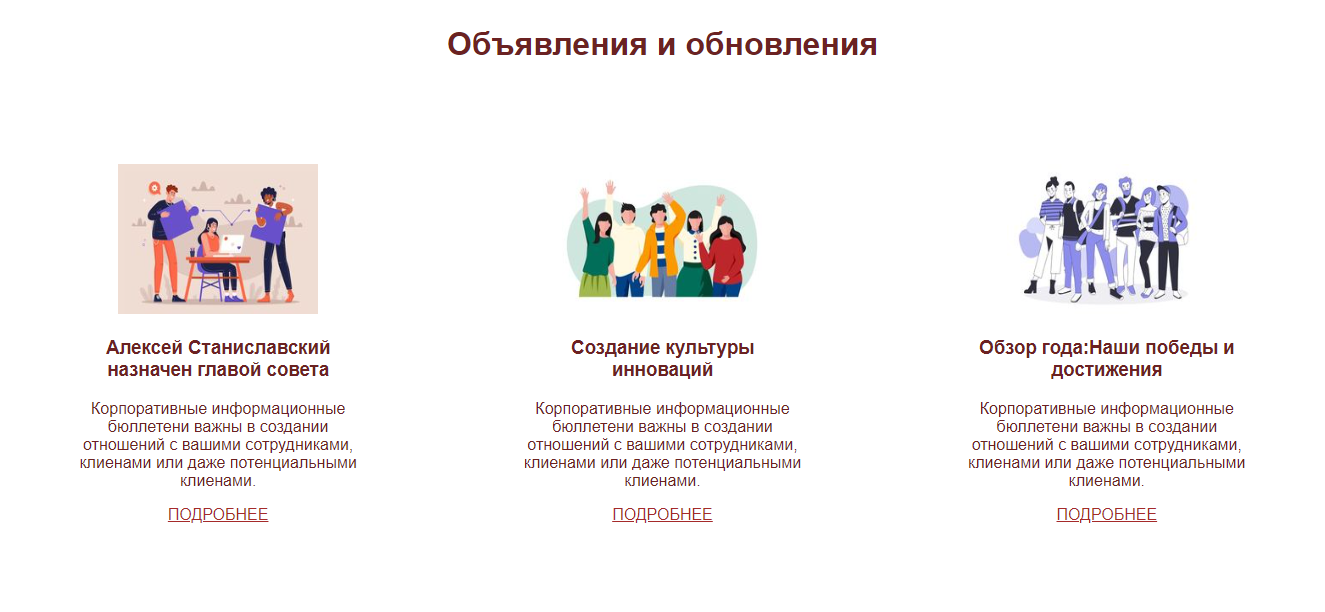 Объявления и обновления
Алексей Станиславский
назначен главой совета
Корпоративные информационные
бюллетени важны в создании
отношений с вашими сотрудниками,
клиенами или даже потенциальными
клиенами.
ПОДРОБНЕЕ
Создание культуры
инноваций
Корпоративные информационные
бюллетени важны в создании
отношений с вашими сотрудниками,
клиенами или даже потенциальными
клиенами.
ПОДРОБНЕЕ
Обзор года:Наши победы и
достижения
Корпоративные информационные
бюллетени важны в создании
отношений с вашими сотрудниками,
клиенами или даже потенциальными
клиенами.
ПОДРОБНЕЕ